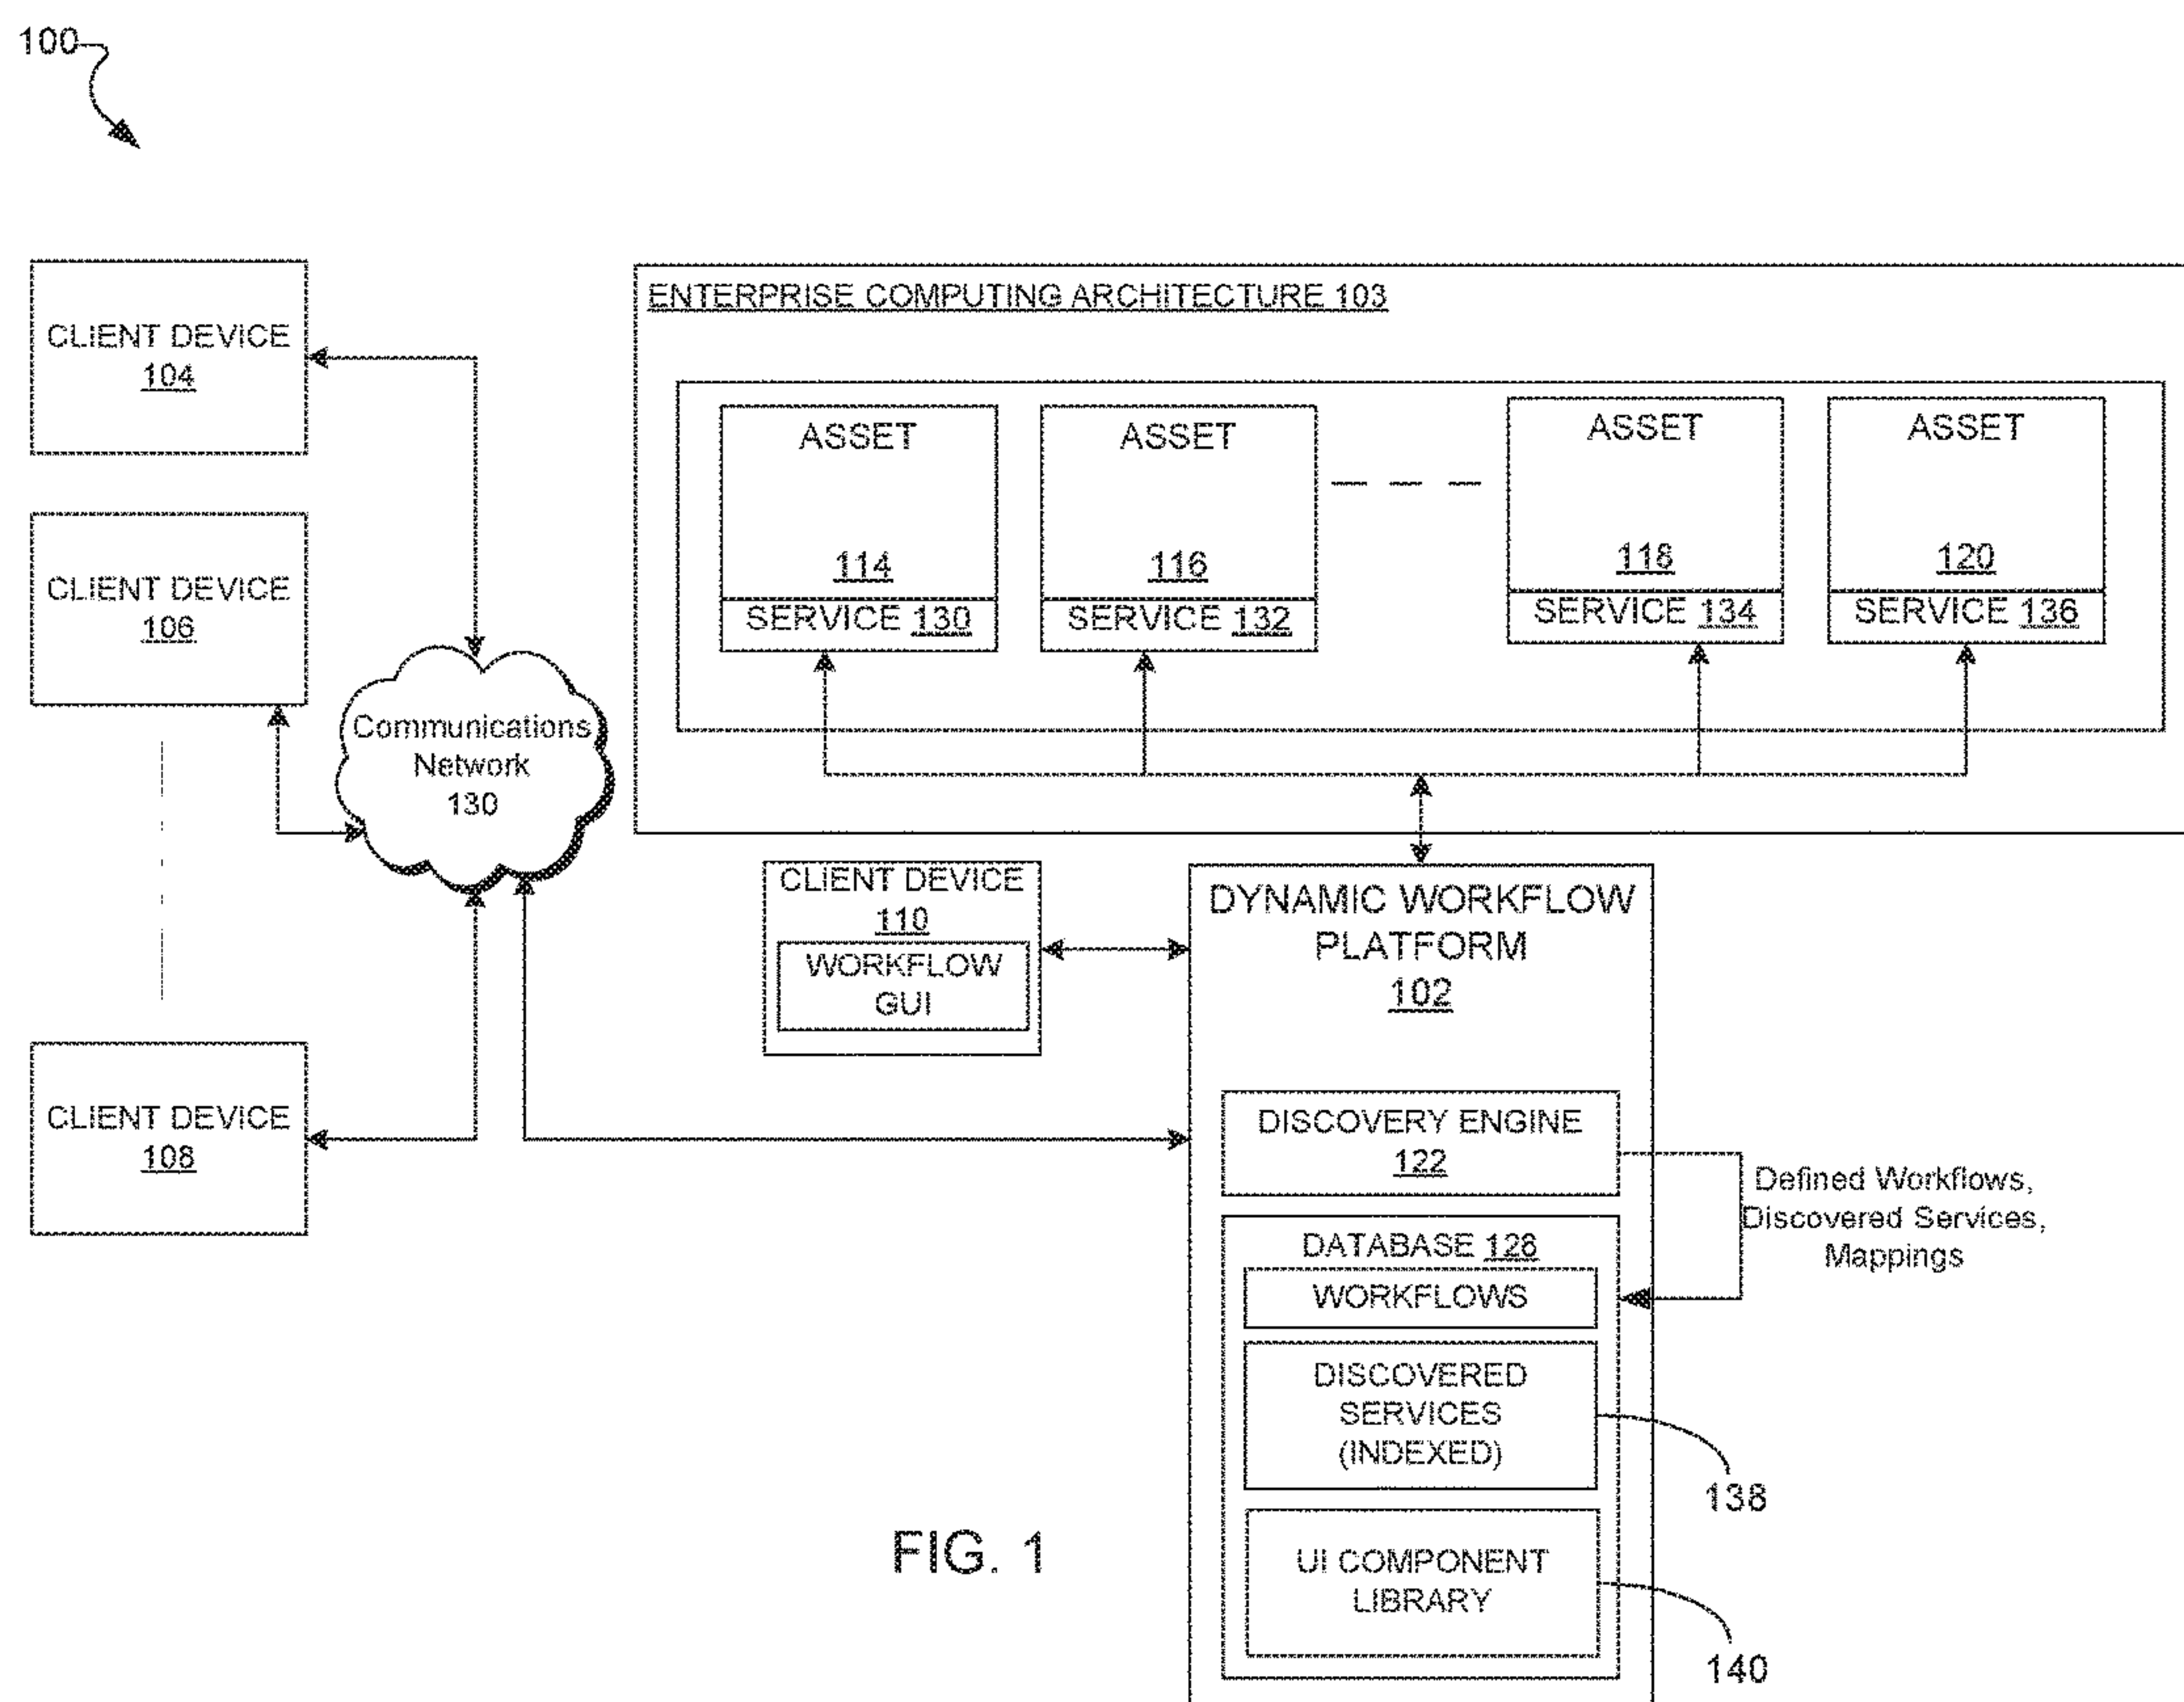 100
ENTERPRISE COMPUTING ARCHITECTURE 103
CLIENT DEVICE
104
CLIENT DEVICE
106
CLIENT DEVICE
108
Communications
Network
130
ASSET
114
SERVICE 130
ASSET
116
SERVICE 132
ASSET
118
SERVICE 134
ASSET
120
SERVICE 136
CLIENT DEVICE
110
WORKFLOW
GUI
DYNAMIC WORKFLOW
PLATFORM
102
DISCOVERY ENGINE
122
Defined Workflows,
Discovered Services,
Mappings
DATABASE 128
WORKFLOWS
DISCOVERED
SERVICES
(INDEXED)
138
UI COMPONENT
LIBRARY
140
FIG. 1